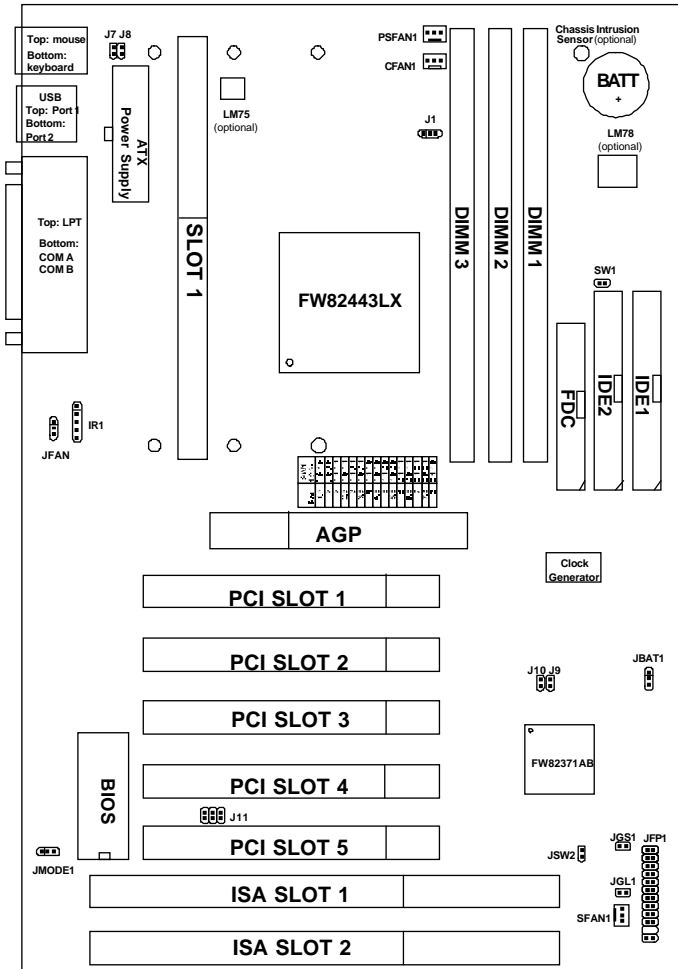 Top: mouse
Bottom:
keyboard
J7 J8
PSFAN1
CFAN1
Chassis Intrusion
Sensor (optional)
BATT
+
USB
Top: Port 1
Bottom:
Port 2
ATX
Power Supply
LM75
(optional)
J1
LM78
(optional)
Top: LPT
Bottom:
COM A
COM B
SLOT 1
FW82443LX
DIMM 3
DIMM 2
DIMM 1
SW1
FDC
IDE2
IDE1
IR1
JFAN
AGP
Clock
Generator
PCI SLOT 1
PCI SLOT 2
J10 J9
JBAT1
PCI SLOT 3
FW82371AB
BIOS
PCI SLOT 4
J11
PCI SLOT 5
JMODE1
JSW2
JGS1
JFP1
JGL1
SFAN1
ISA SLOT 1
ISA SLOT 2